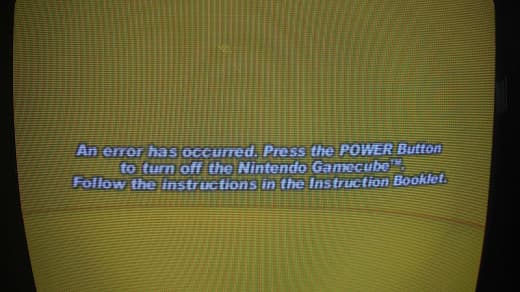 An error has occurred. Press the POWER Button
to turn off the Nintendo Gamecube™.
Follow the instructions in the Instruction Booklet.